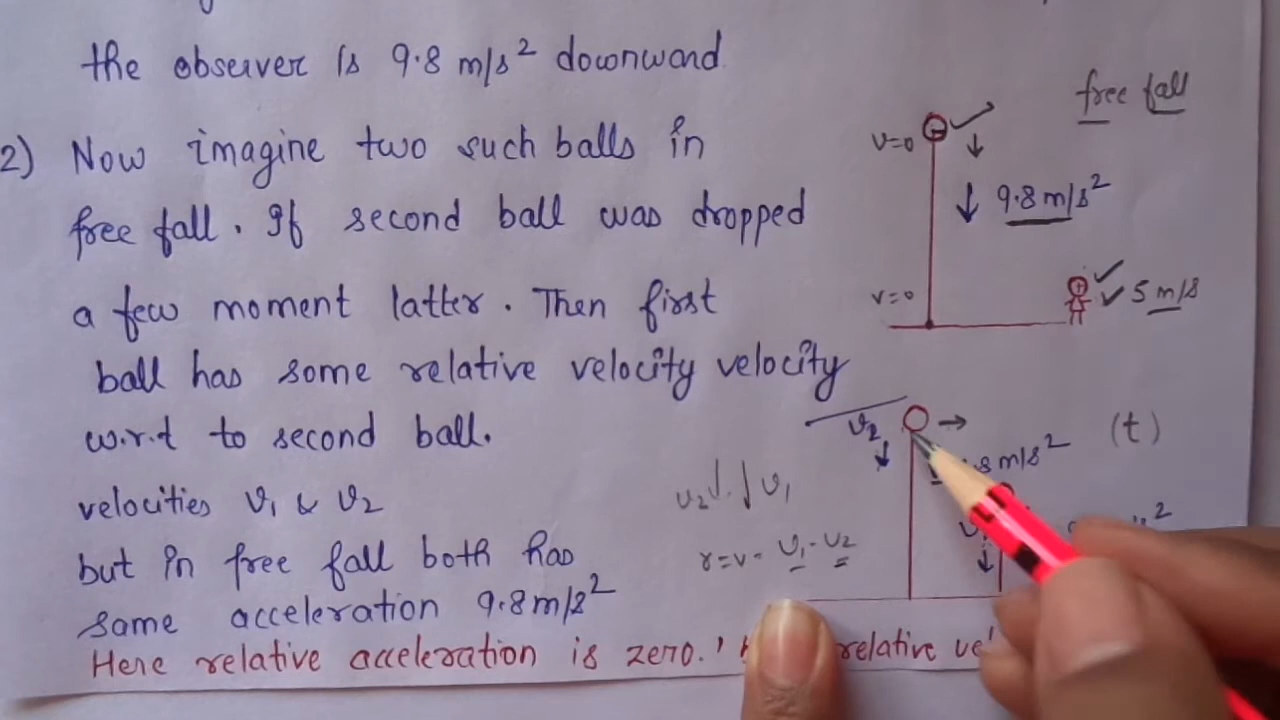 the observer is 9.8 m/s² downward.
2) Now imagine two such balls in
free fall. If second ball was dropped
a few moment latter. Then first
ball has some relative velocity velocity
w.r.t to second ball.
velocities v₁ & v₂
but in free fall both has
same acceleration 9.8 m/s²
Here relative acceleration is zero.
relative
free fall
v=0
9.8 m/s²
v=0
5 m/s
v₂
(t)
v₂ v₁
r=v= v₁-v₂